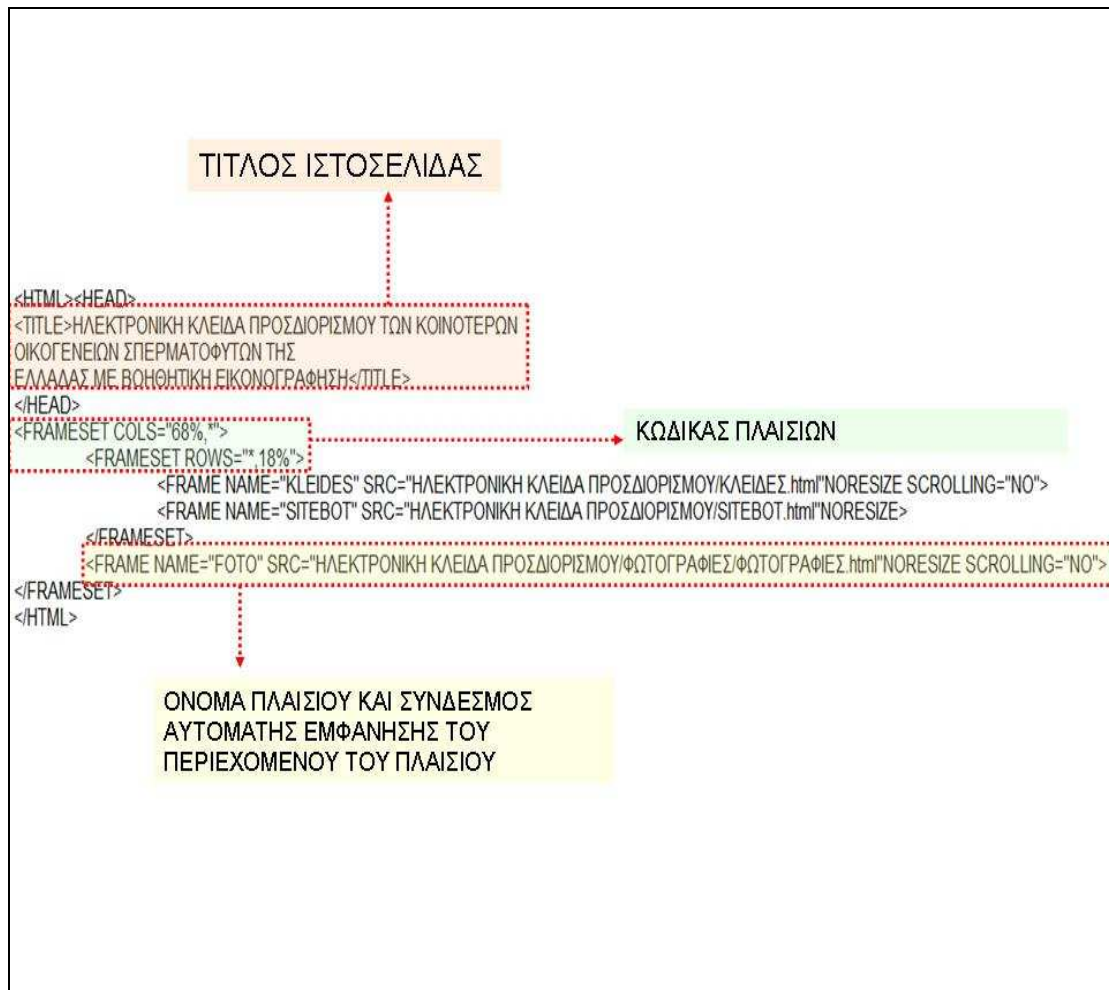 ΤΙΤΛΟΣ ΙΣΤΟΣΕΛΙΔΑΣ
<HTML><HEAD>
<TITLE>ΗΛΕΚΤΡΟΝΙΚΗ ΚΛΕΙΔΑ ΠΡΟΣΔΙΟΡΙΣΜΟΥ ΤΩΝ ΚΟΙΝΟΤΕΡΩΝ
ΟΙΚΟΓΕΝΕΙΩΝ ΣΠΕΡΜΑΤΟΦΥΤΩΝ ΤΗΣ
ΕΛΛΑΔΑΣ ΜΕ ΒΟΗΘΗΤΙΚΗ ΕΙΚΟΝΟΓΡΑΦΗΣΗ</TITLE>
</HEAD>
<FRAMESET COLS="68%,*">
ΚΩΔΙΚΑΣ ΠΛΑΙΣΙΩΝ
<FRAMESET ROWS="*,18%">
<FRAME NAME="KLEIDES" SRC="ΗΛΕΚΤΡΟΝΙΚΗ ΚΛΕΙΔΑ ΠΡΟΣΔΙΟΡΙΣΜΟΥ/ΚΛΕΙΔΕΣ.html"NORESIZE SCROLLING="NO">
<FRAME NAME="SITEBOT" SRC="ΗΛΕΚΤΡΟΝΙΚΗ ΚΛΕΙΔΑ ΠΡΟΣΔΙΟΡΙΣΜΟΥ/SITEBOT.html"NORESIZE>
</FRAMESET>
<FRAME NAME="FOTO" SRC="ΗΛΕΚΤΡΟΝΙΚΗ ΚΛΕΙΔΑ ΠΡΟΣΔΙΟΡΙΣΜΟΥ/ΦΩΤΟΓΡΑΦΙΕΣ/ΦΩΤΟΓΡΑΦΙΕΣ.html"NORESIZE SCROLLING="NO">
</FRAMESET>
</HTML>
ΟΝΟΜΑ ΠΛΑΙΣΙΟΥ ΚΑΙ ΣΥΝΔΕΣΜΟΣ
ΑΥΤΟΜΑΤΗΣ ΕΜΦΑΝΗΣΗΣ ΤΟΥ
ΠΕΡΙΕΧΟΜΕΝΟΥ ΤΟΥ ΠΛΑΙΣΙΟΥ